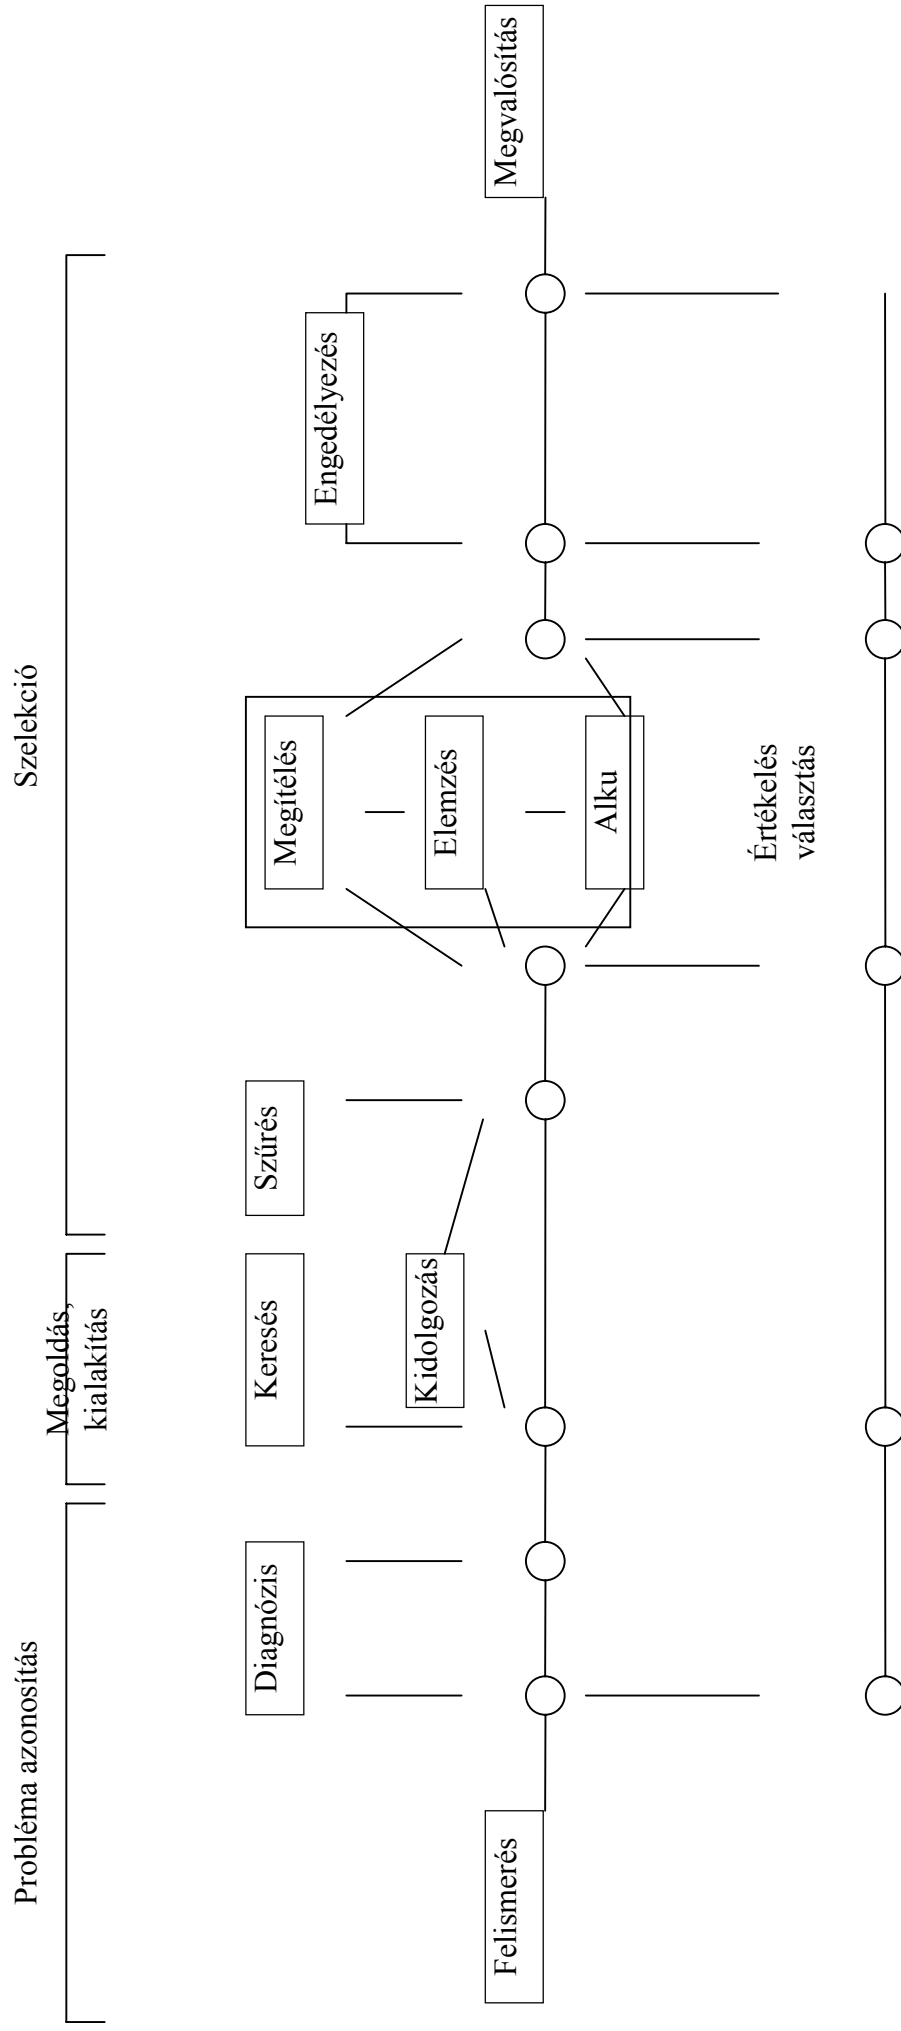 Probléma azonosítás
Megoldás,
kialakítás
Szelekció
Diagnózis
Keresés
Szűrés
Megítélés
Engedélyezés
Kidolgozás
Elemzés
Felismerés
Megvalósítás
Alku
Értékelés
választás